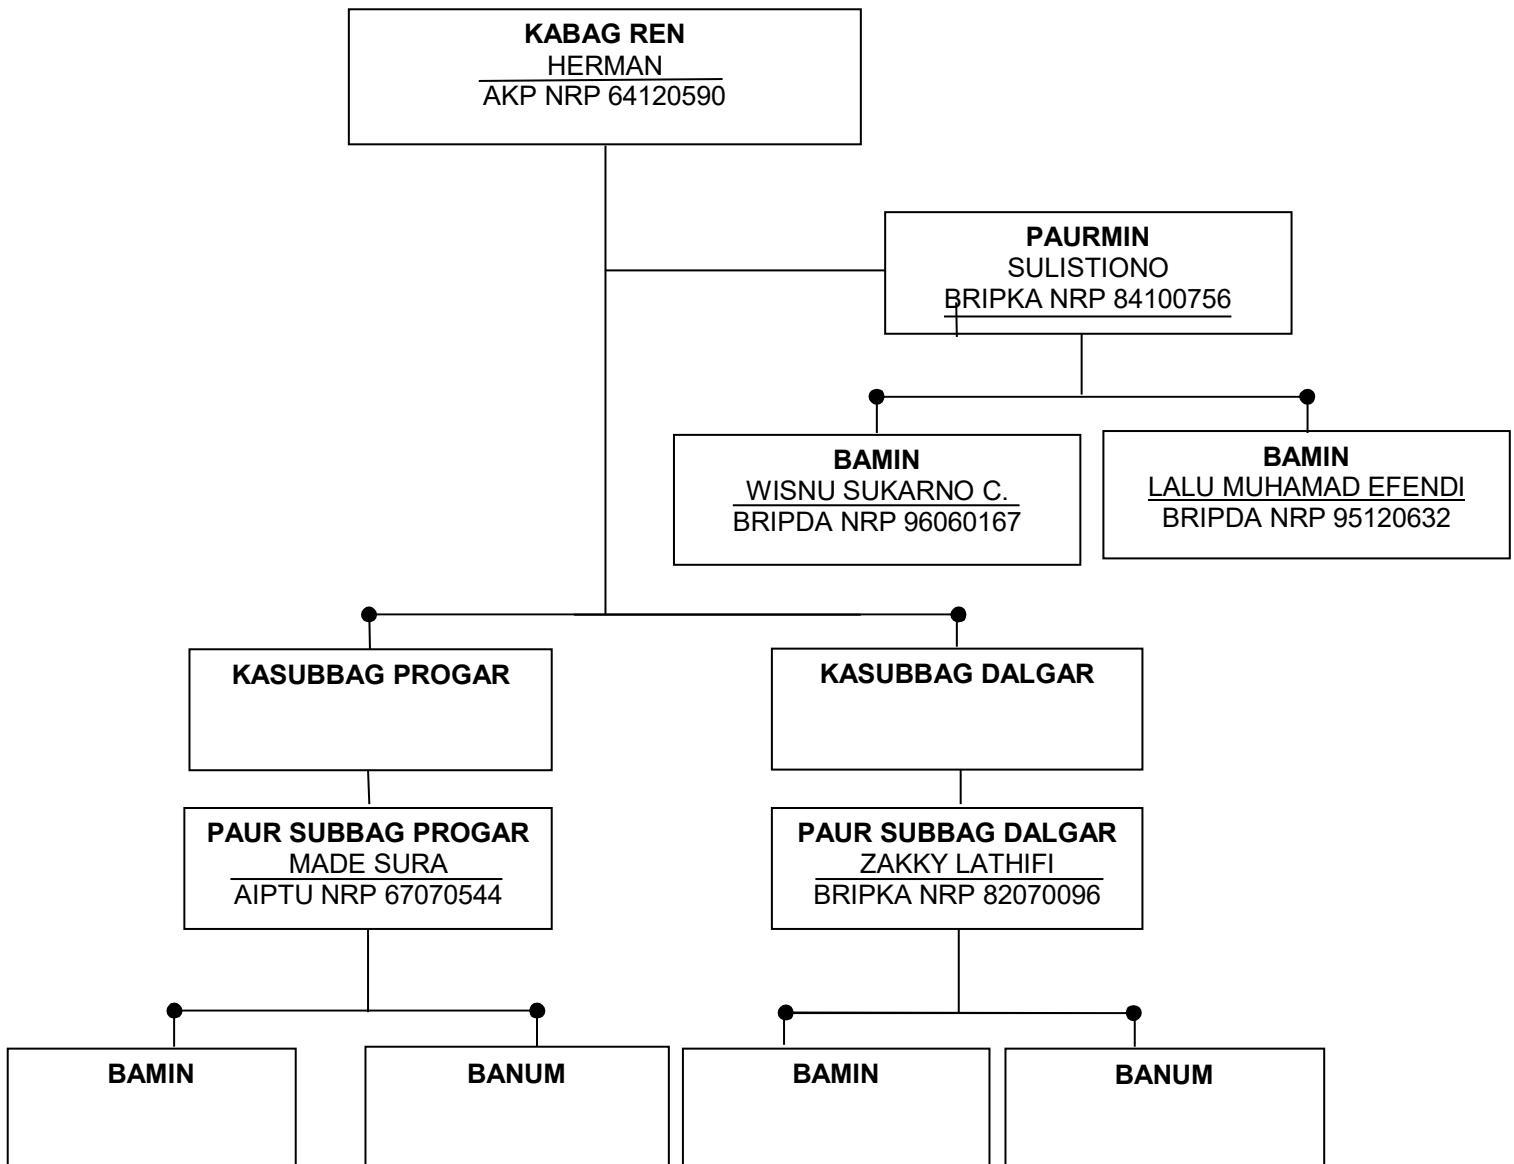 KABAG REN
HERMAN
AKP NRP 64120590
PAURMIN
SULISTIONO
BRIPKA NRP 84100756
BAMIN
WISNU SUKARNO C.
BRIPDA NRP 96060167
BAMIN
LALU MUHAMAD EFENDI
BRIPDA NRP 95120632
KASUBBAG PROGAR
KASUBBAG DALGAR
PAUR SUBBAG PROGAR
MADE SURA
AIPTU NRP 67070544
PAUR SUBBAG DALGAR
ZAKKY LATHIFI
BRIPKA NRP 82070096
BAMIN
BANUM
BAMIN
BANUM